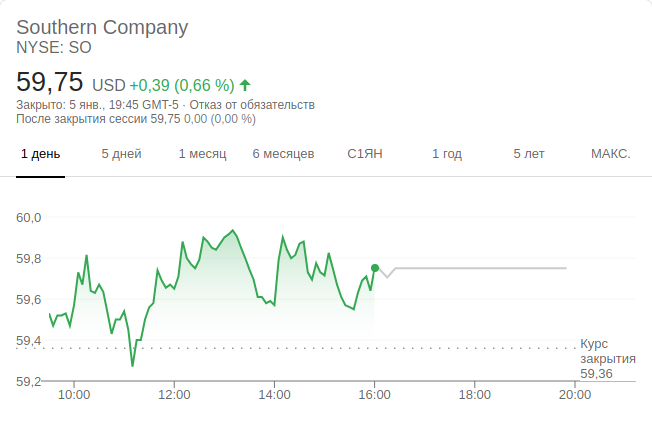 Southern Company
NYSE: SO
59,75 USD +0,39 (0,66 %) ↑
Закрыто: 5 янв., 19:45 GMT-5 · Отказ от обязательств
После закрытия сессии 59,75 0,00 (0,00 %)
1 день 5 дней 1 месяц 6 месяцев С1ЯН 1 год 5 лет МАКС.
60,0
59,8
59,6
59,4
Курс
закрытия
59,36
59,2
10:00 12:00 14:00 16:00 18:00 20:00